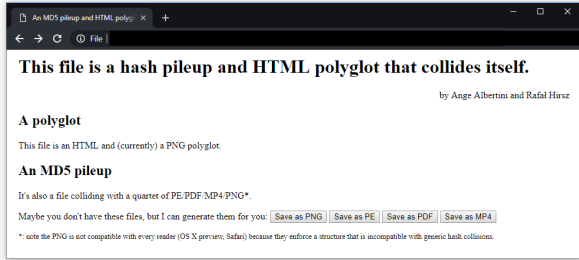 An MD5 pileup and HTML polygl
File
This file is a hash pileup and HTML polyglot that collides itself.
by Ange Albertini and Rafał Hirsz
A polyglot
This file is an HTML and (currently) a PNG polyglot.
An MD5 pileup
It's also a file colliding with a quartet of PE/PDF/MP4/PNG*.
Maybe you don't have these files, but I can generate them for you: Save as PNG Save as PE Save as PDF Save as MP4
*: note the PNG is not compatible with every reader (OS X preview, Safari) because they enforce a structure that is incompatible with generic hash collisions.